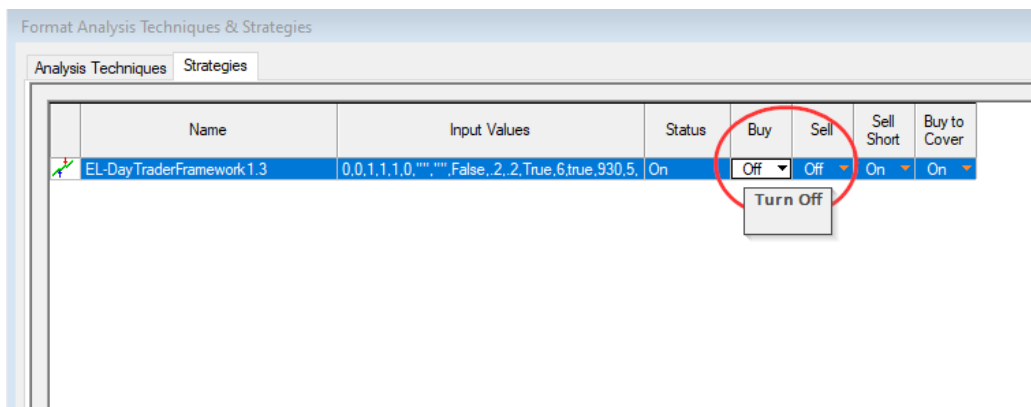 Format Analysis Techniques & Strategies
Analysis Techniques Strategies
Name Input Values Status Buy Sell Sell Short Buy to Cover
EL-DayTraderFramework1.3 0,0,1,1,1,0,"","",False,.2,.2,True,6,true,930,5, On Off Off On On
Turn Off